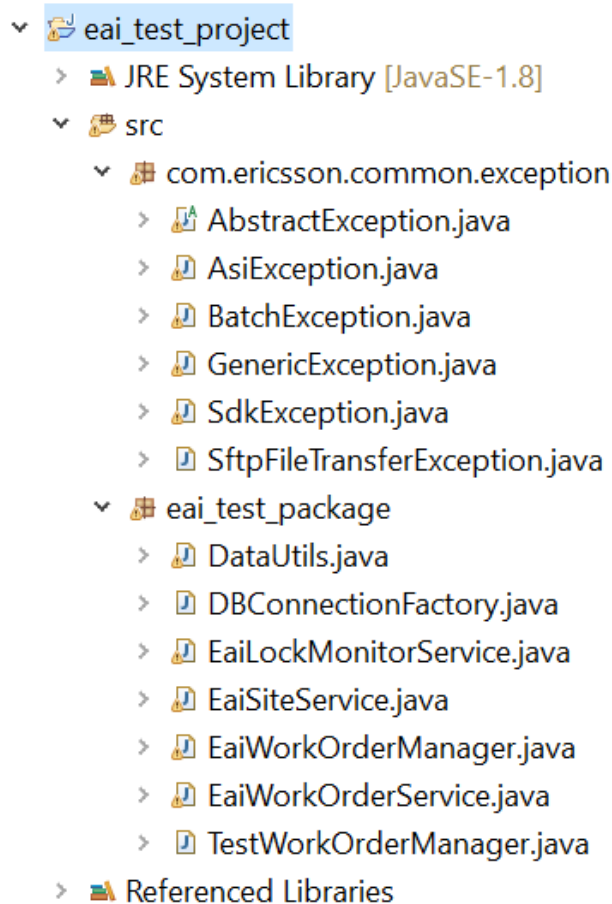 eai_test_project
JRE System Library [JavaSE-1.8]
src
com.ericsson.common.exception
AbstractException.java
AsiException.java
BatchException.java
GenericException.java
SdkException.java
SftpFileTransferException.java
eai_test_package
DataUtils.java
DBConnectionFactory.java
EaiLockMonitorService.java
EaiSiteService.java
EaiWorkOrderManager.java
EaiWorkOrderService.java
TestWorkOrderManager.java
Referenced Libraries